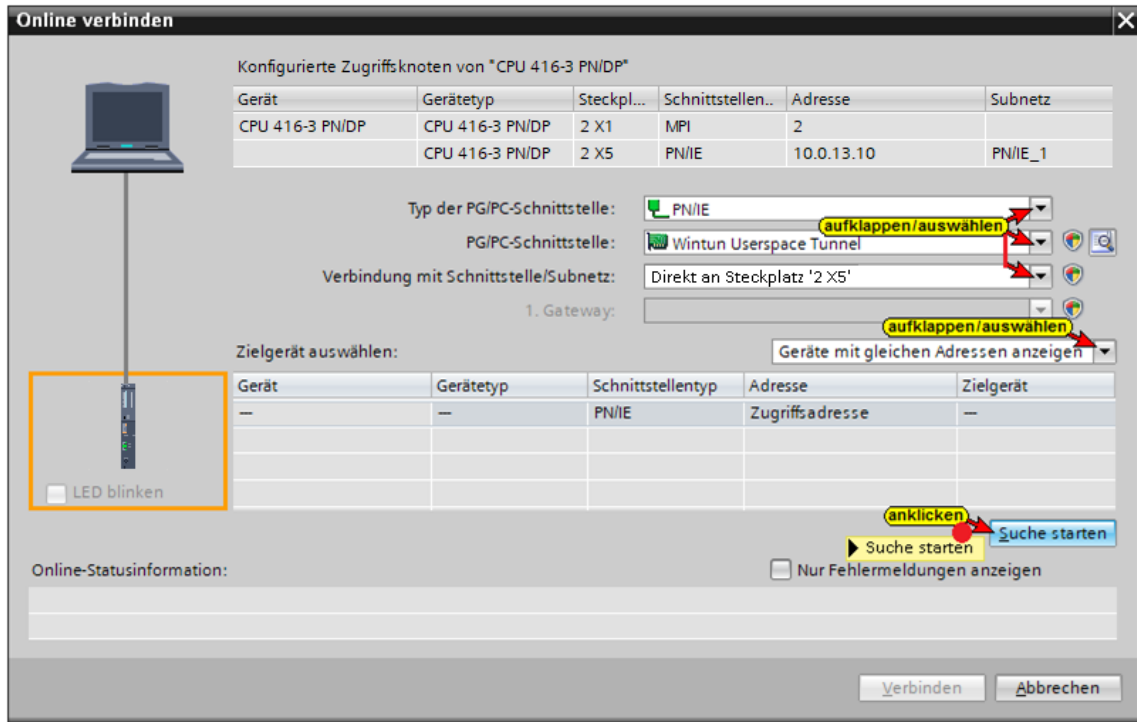 Online verbinden
Konfigurierte Zugriffsknoten von "CPU 416-3 PN/DP"
Gerät Gerätetyp Steckpl... Schnittstellen.. Adresse Subnetz
CPU 416-3 PN/DP CPU 416-3 PN/DP 2 X1 MPI 2
CPU 416-3 PN/DP 2 X5 PN/IE 10.0.13.10 PN/IE_1
Typ der PG/PC-Schnittstelle: PN/IE
aufklappen/auswählen
PG/PC-Schnittstelle: Wintun Userspace Tunnel
Verbindung mit Schnittstelle/Subnetz: Direkt an Steckplatz '2 X5'
1. Gateway:
aufklappen/auswählen
Zielgerät auswählen: Geräte mit gleichen Adressen anzeigen
Gerät Gerätetyp Schnittstellentyp Adresse Zielgerät
— — PN/IE Zugriffsadresse —
LED blinken
anklicken
Suche starten
Suche starten
Online-Statusinformation: Nur Fehlermeldungen anzeigen
Verbinden Abbrechen